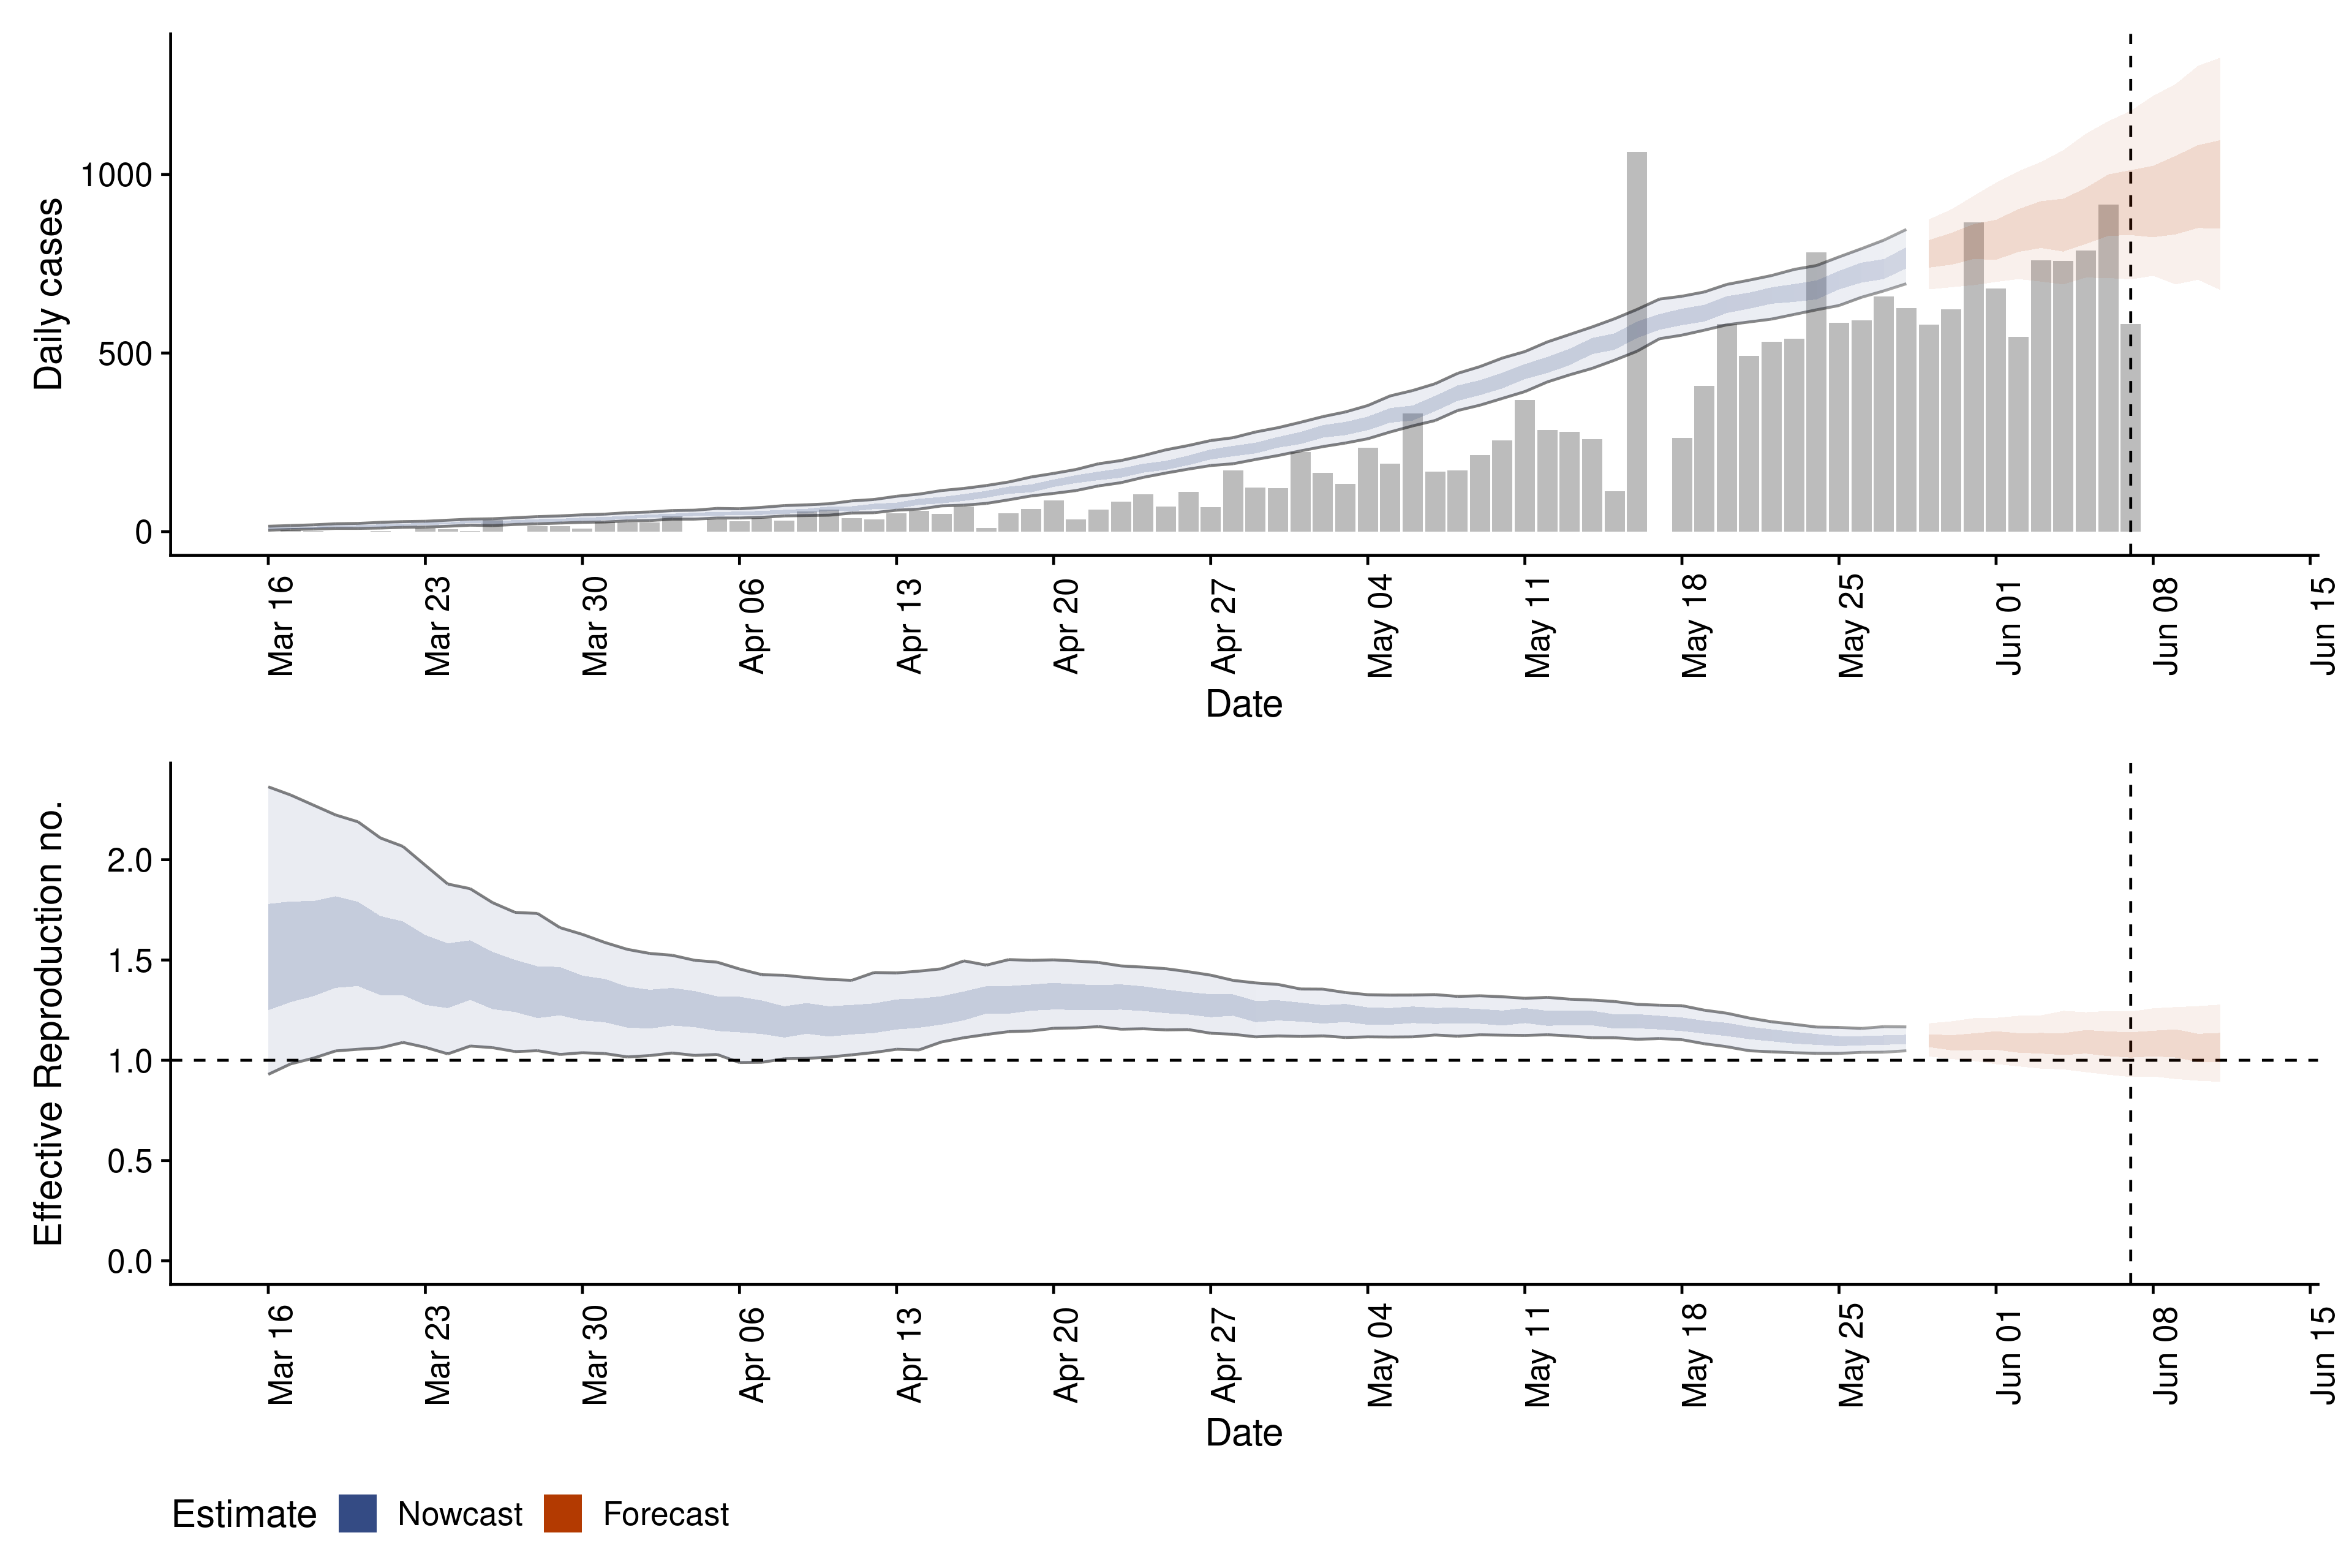 Daily cases
1000
500
0
Mar 16
Mar 23
Mar 30
Apr 06
Apr 13
Apr 20
Apr 27
May 04
May 11
May 18
May 25
Jun 01
Jun 08
Jun 15
Date
Effective Reproduction no.
2.0
1.5
1.0
0.5
0.0
Mar 16
Mar 23
Mar 30
Apr 06
Apr 13
Apr 20
Apr 27
May 04
May 11
May 18
May 25
Jun 01
Jun 08
Jun 15
Date
Estimate Nowcast Forecast